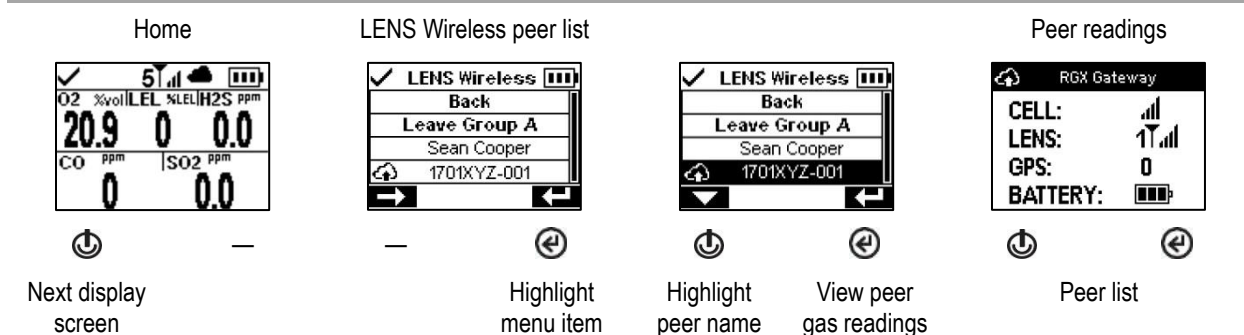 Home
LENS Wireless peer list
Peer readings
5
O2 %vol LEL %LEL H2S PPM
20.9 0 0.0
CO PPM SO2 PPM
0 0.0
LENS Wireless
Back
Leave Group A
Sean Cooper
1701XYZ-001
LENS Wireless
Back
Leave Group A
Sean Cooper
1701XYZ-001
RGX Gateway
CELL:
LENS: 1
GPS: 0
BATTERY:
— —
Next display
screen
Highlight
menu item
Highlight
peer name
View peer
gas readings
Peer list